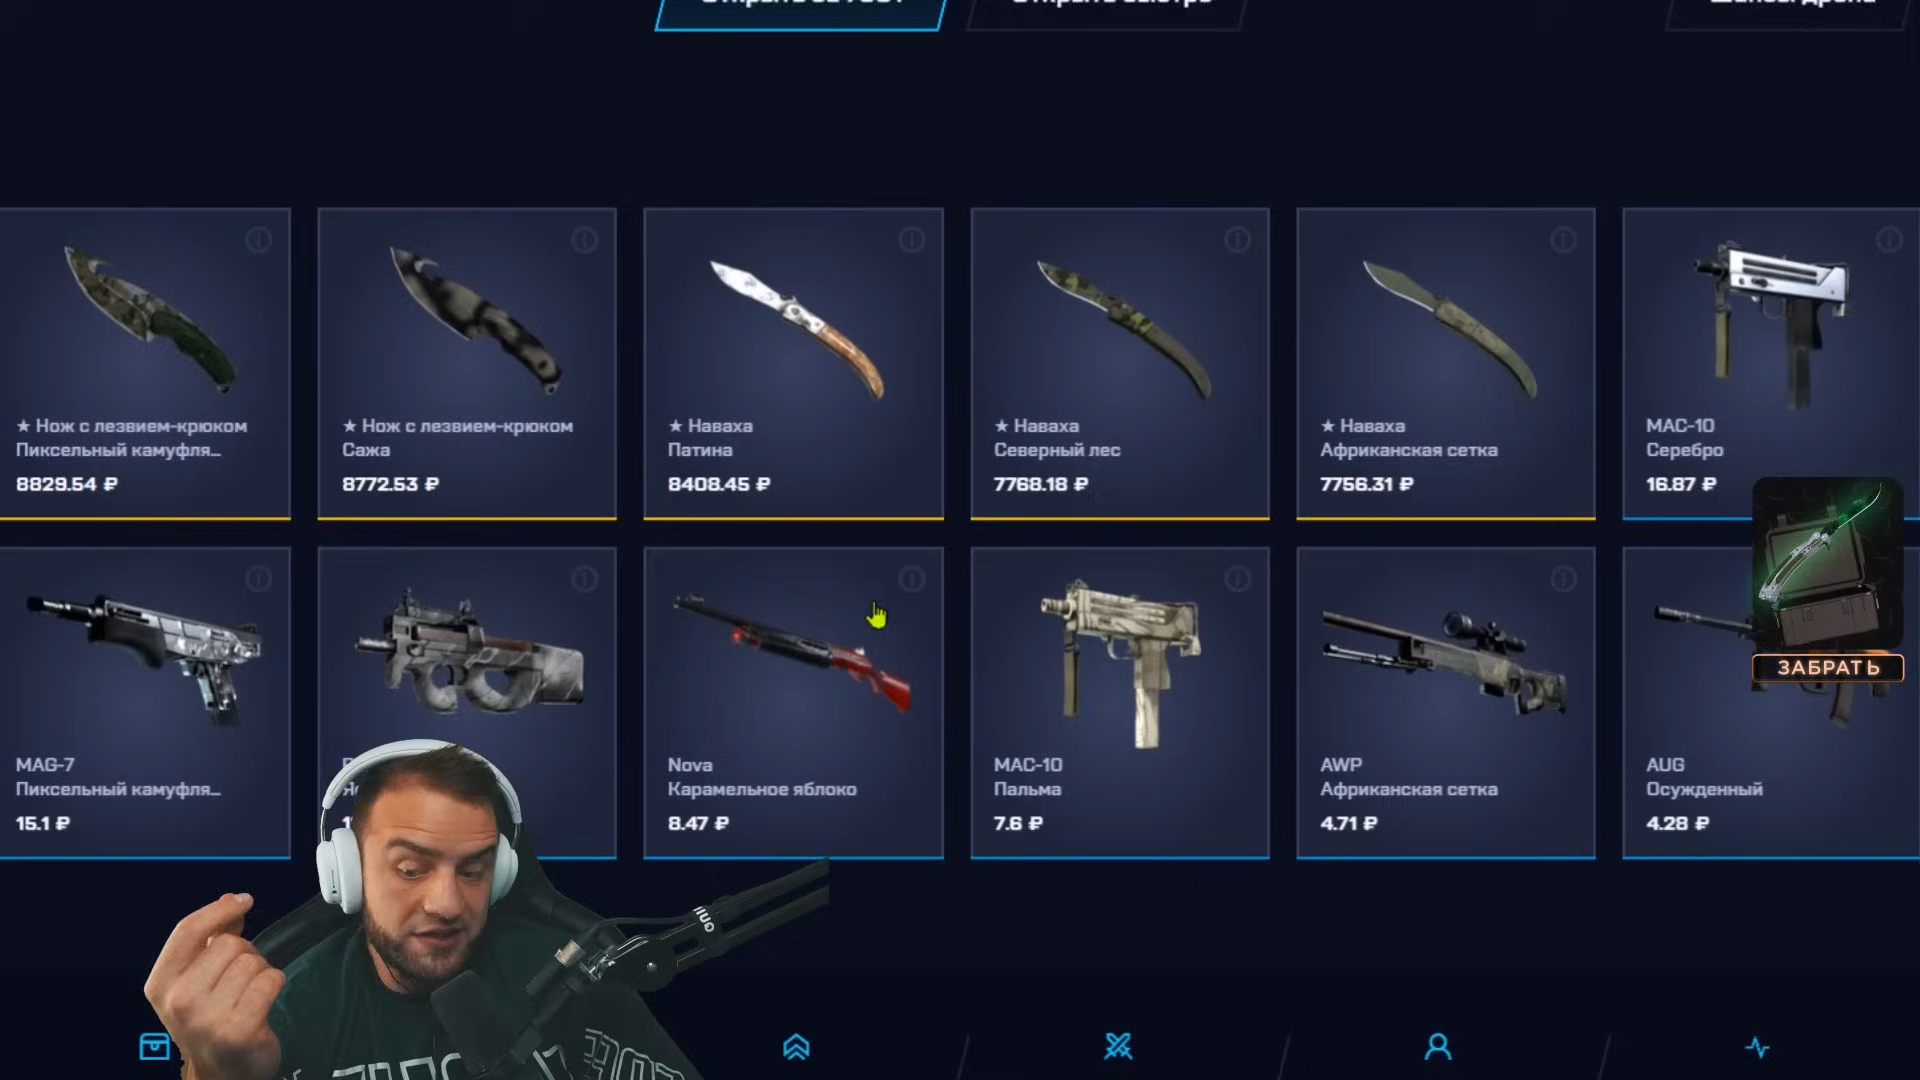 ★ Нож с лезвием-крюком
Пиксельный камуфля...
8829.54 ₽
★ Нож с лезвием-крюком
Сажа
8772.53 ₽
★ Наваха
Патина
8408.45 ₽
★ Наваха
Северный лес
7768.18 ₽
★ Наваха
Африканская сетка
7756.31 ₽
MAC-10
Серебро
16.87 ₽
MAG-7
Пиксельный камуфля...
15.1 ₽
Nova
Карамельное яблоко
8.47 ₽
MAC-10
Пальма
7.6 ₽
AWP
Африканская сетка
4.71 ₽
AUG
Осужденный
4.28 ₽
ЗАБРАТЬ